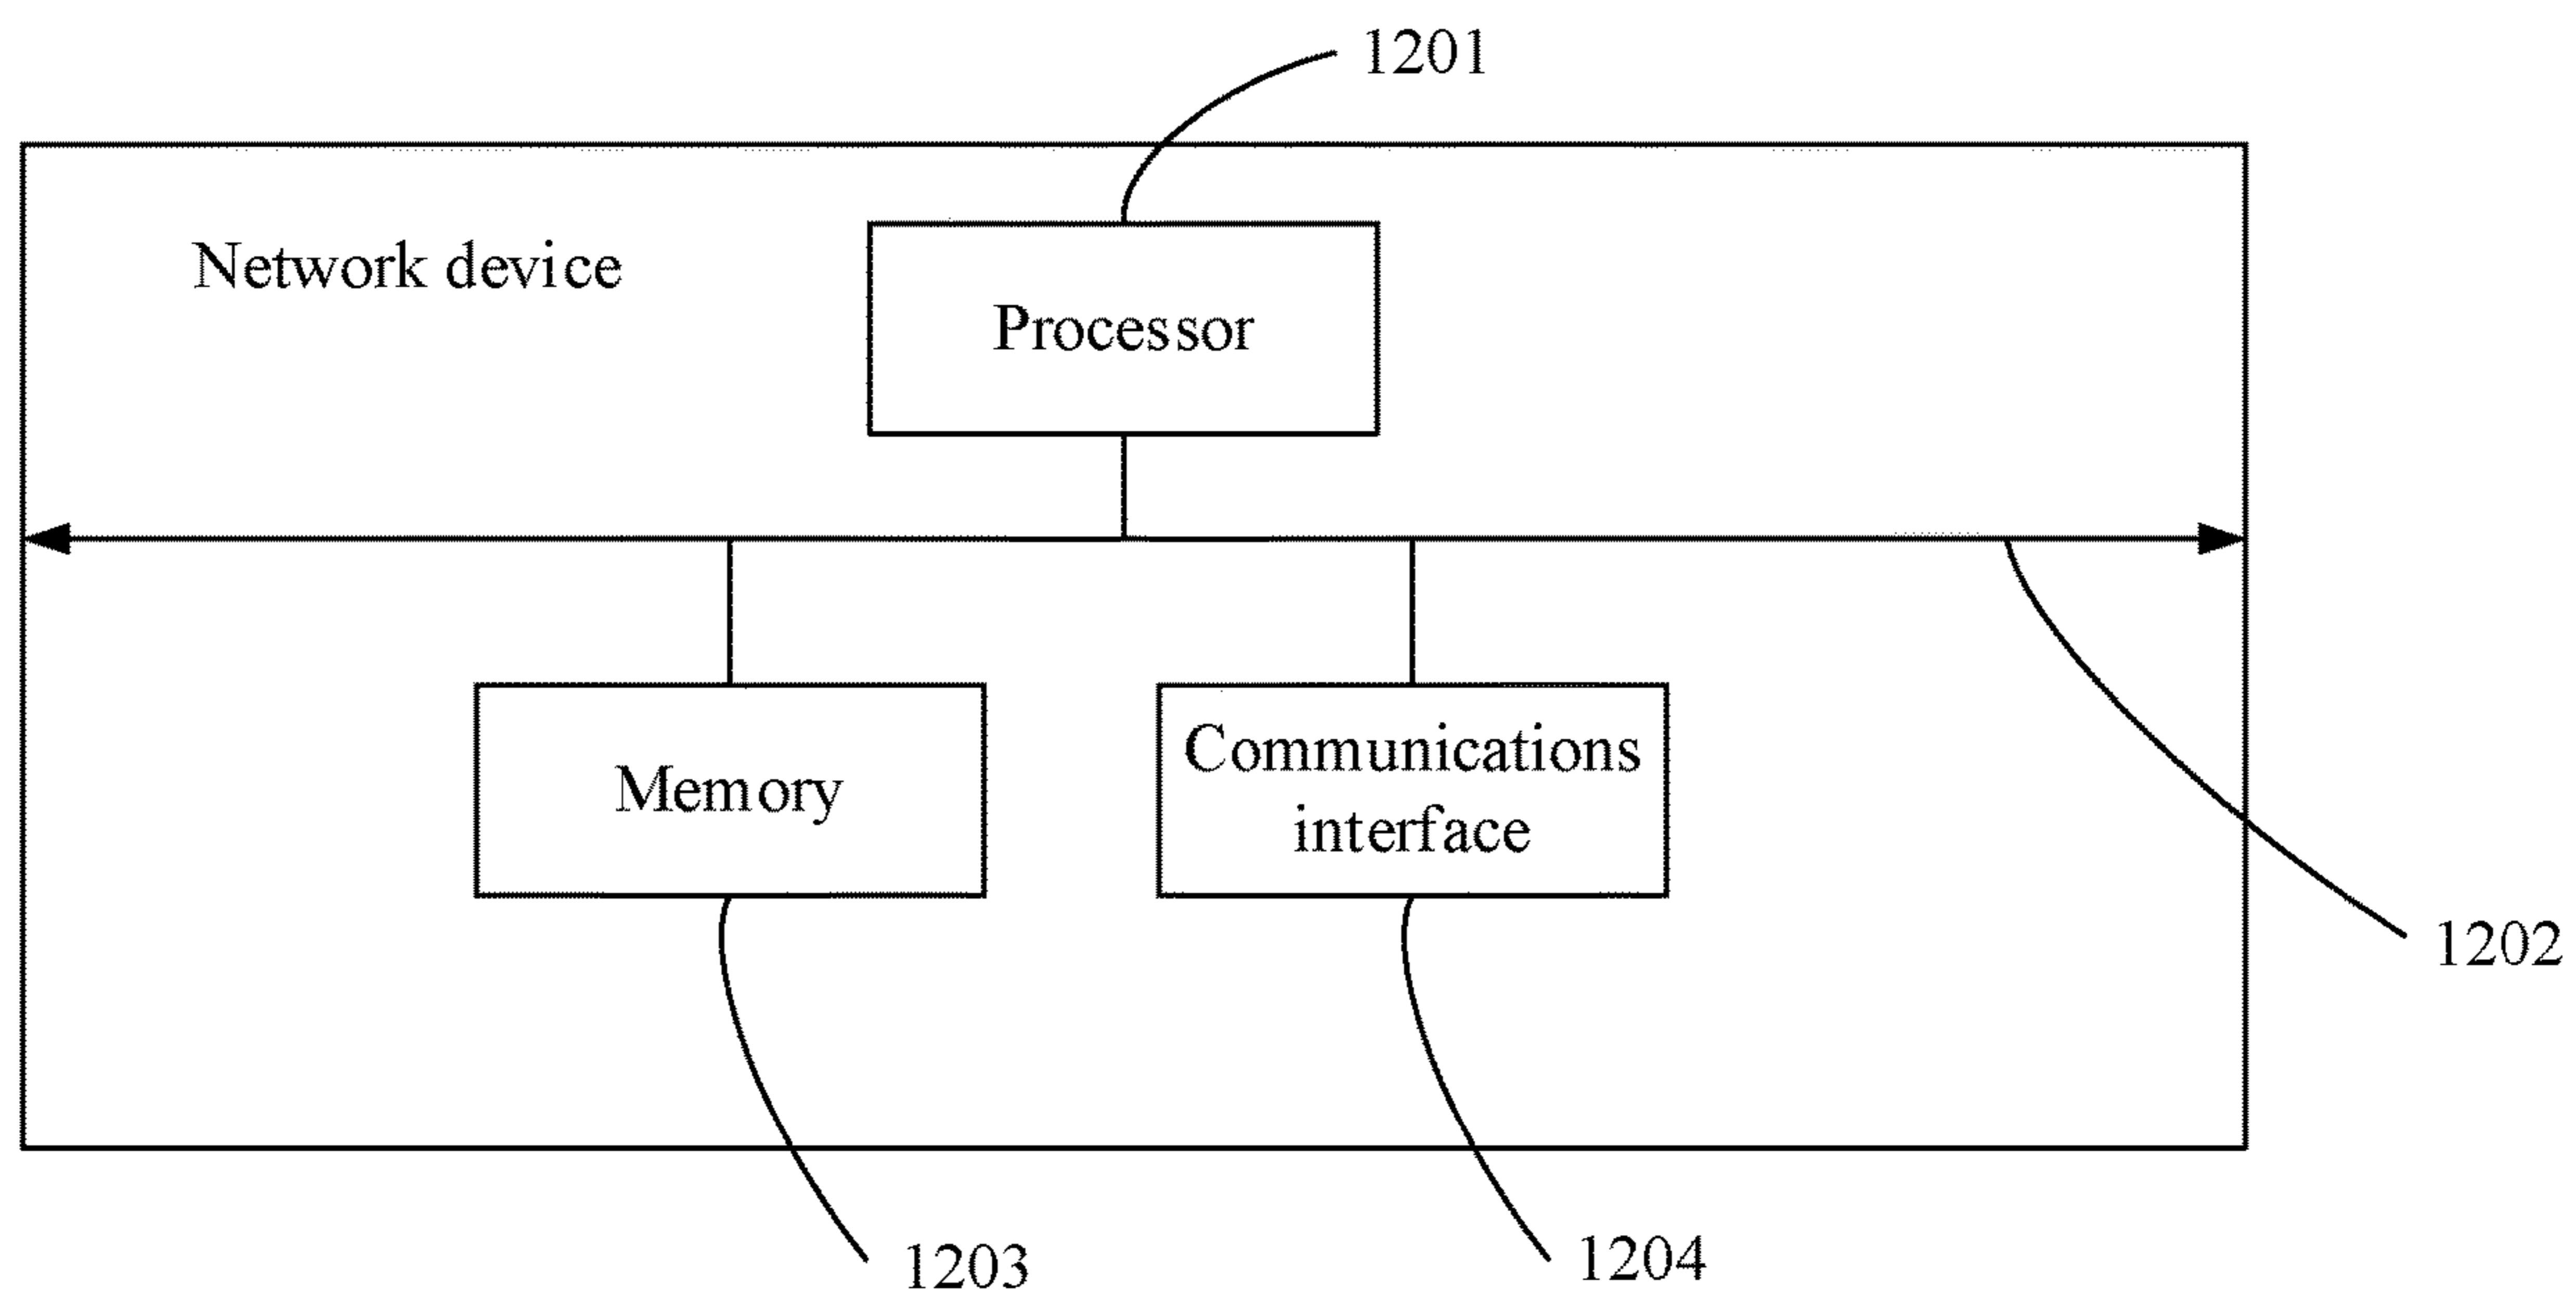 1201
Network device
Processor
Memory
Communications
interface
1202
1203
1204